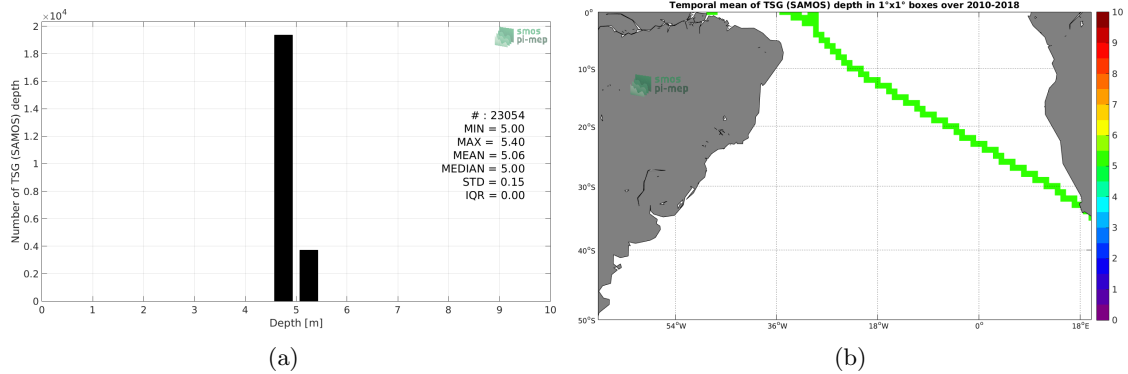 ×10⁴
2
1.8
1.6
1.4
1.2
1
0.8
0.6
0.4
0.2
0
Number of TSG (SAMOS) depth
0 1 2 3 4 5 6 7 8 9 10
Depth [m]
smos
pi-mep
# : 23054
MIN = 5.00
MAX = 5.40
MEAN = 5.06
MEDIAN = 5.00
STD = 0.15
IQR = 0.00
(a)
Temporal mean of TSG (SAMOS) depth in 1°x1° boxes over 2010-2018
0°
10°S
20°S
30°S
40°S
50°S
54°W 36°W 18°W 0° 18°E
smos
pi-mep
10
9
8
7
6
5
4
3
2
1
0
(b)